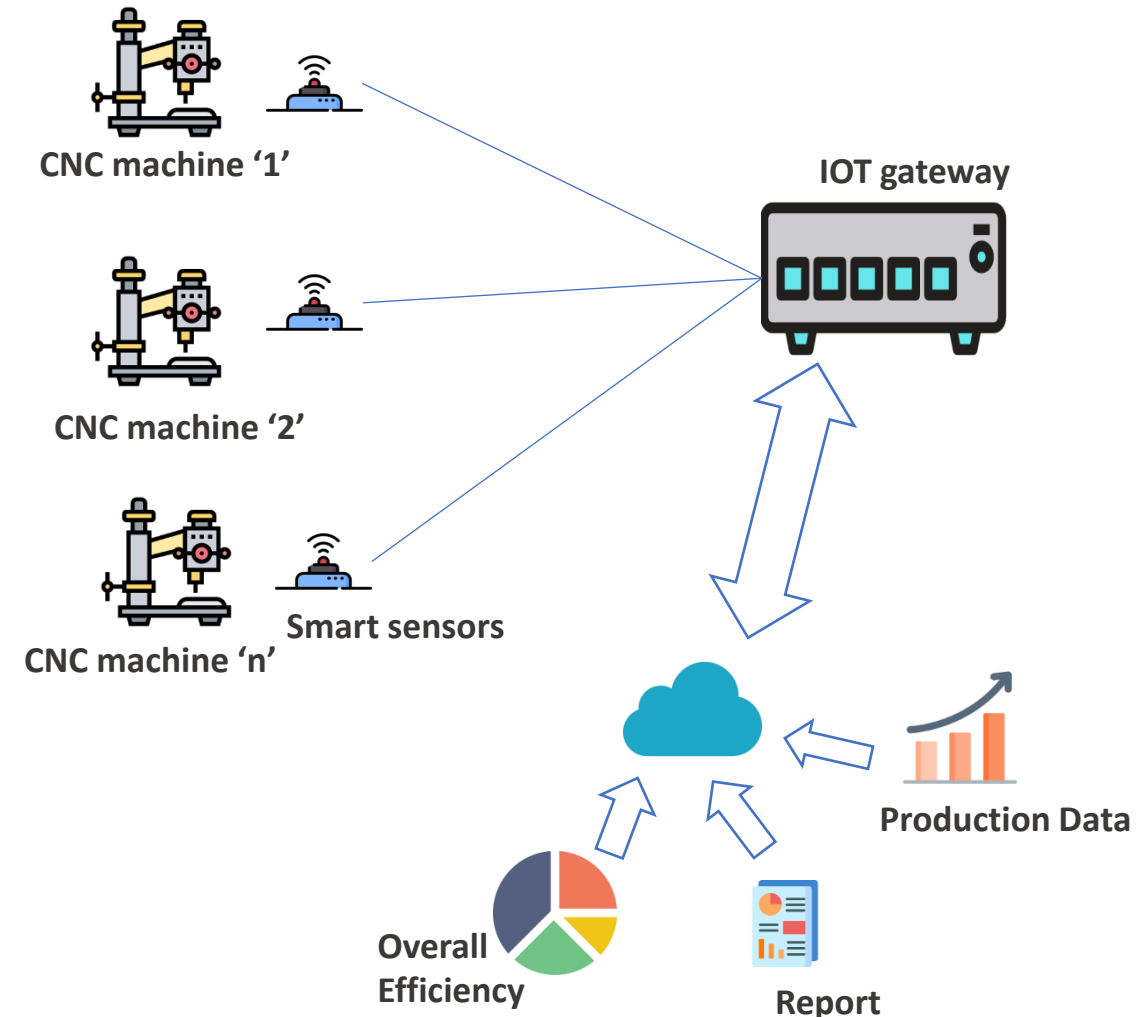 CNC machine ‘1’
IOT gateway
CNC machine ‘2’
Smart sensors
CNC machine ‘n’
Production Data
Overall
Efficiency
Report